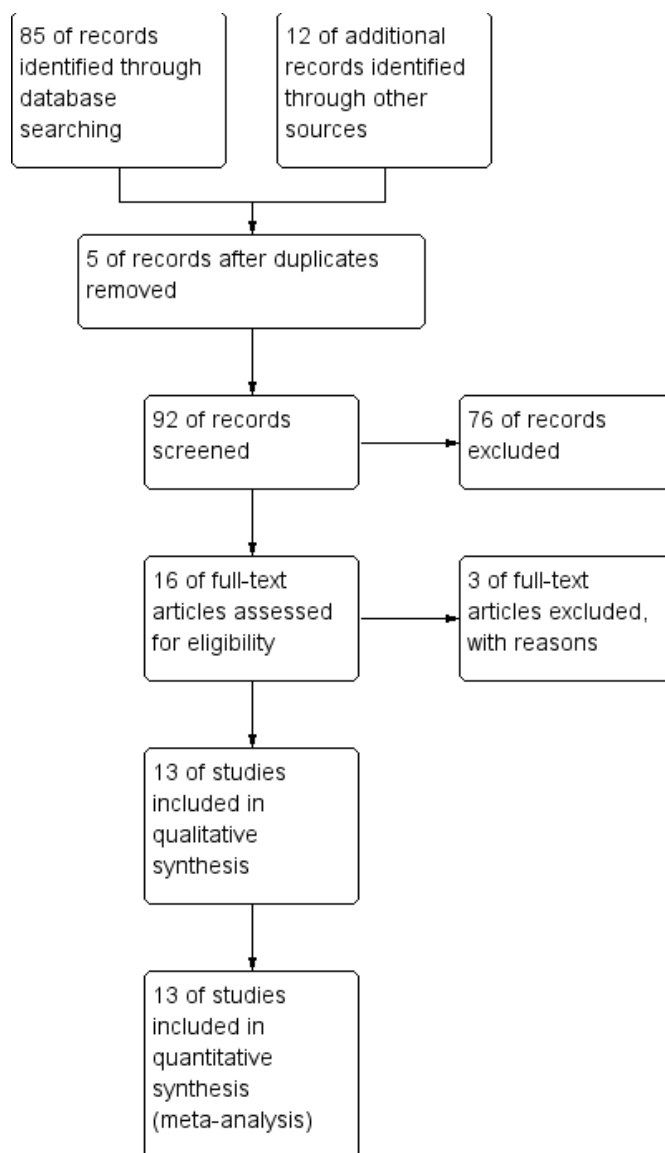 85 of records
identified through
database
searching
12 of additional
records identified
through other
sources
5 of records after duplicates
removed
92 of records
screened
76 of records
excluded
16 of full-text
articles assessed
for eligibility
3 of full-text
articles excluded,
with reasons
13 of studies
included in
qualitative
synthesis
13 of studies
included in
quantitative
synthesis
(meta-analysis)